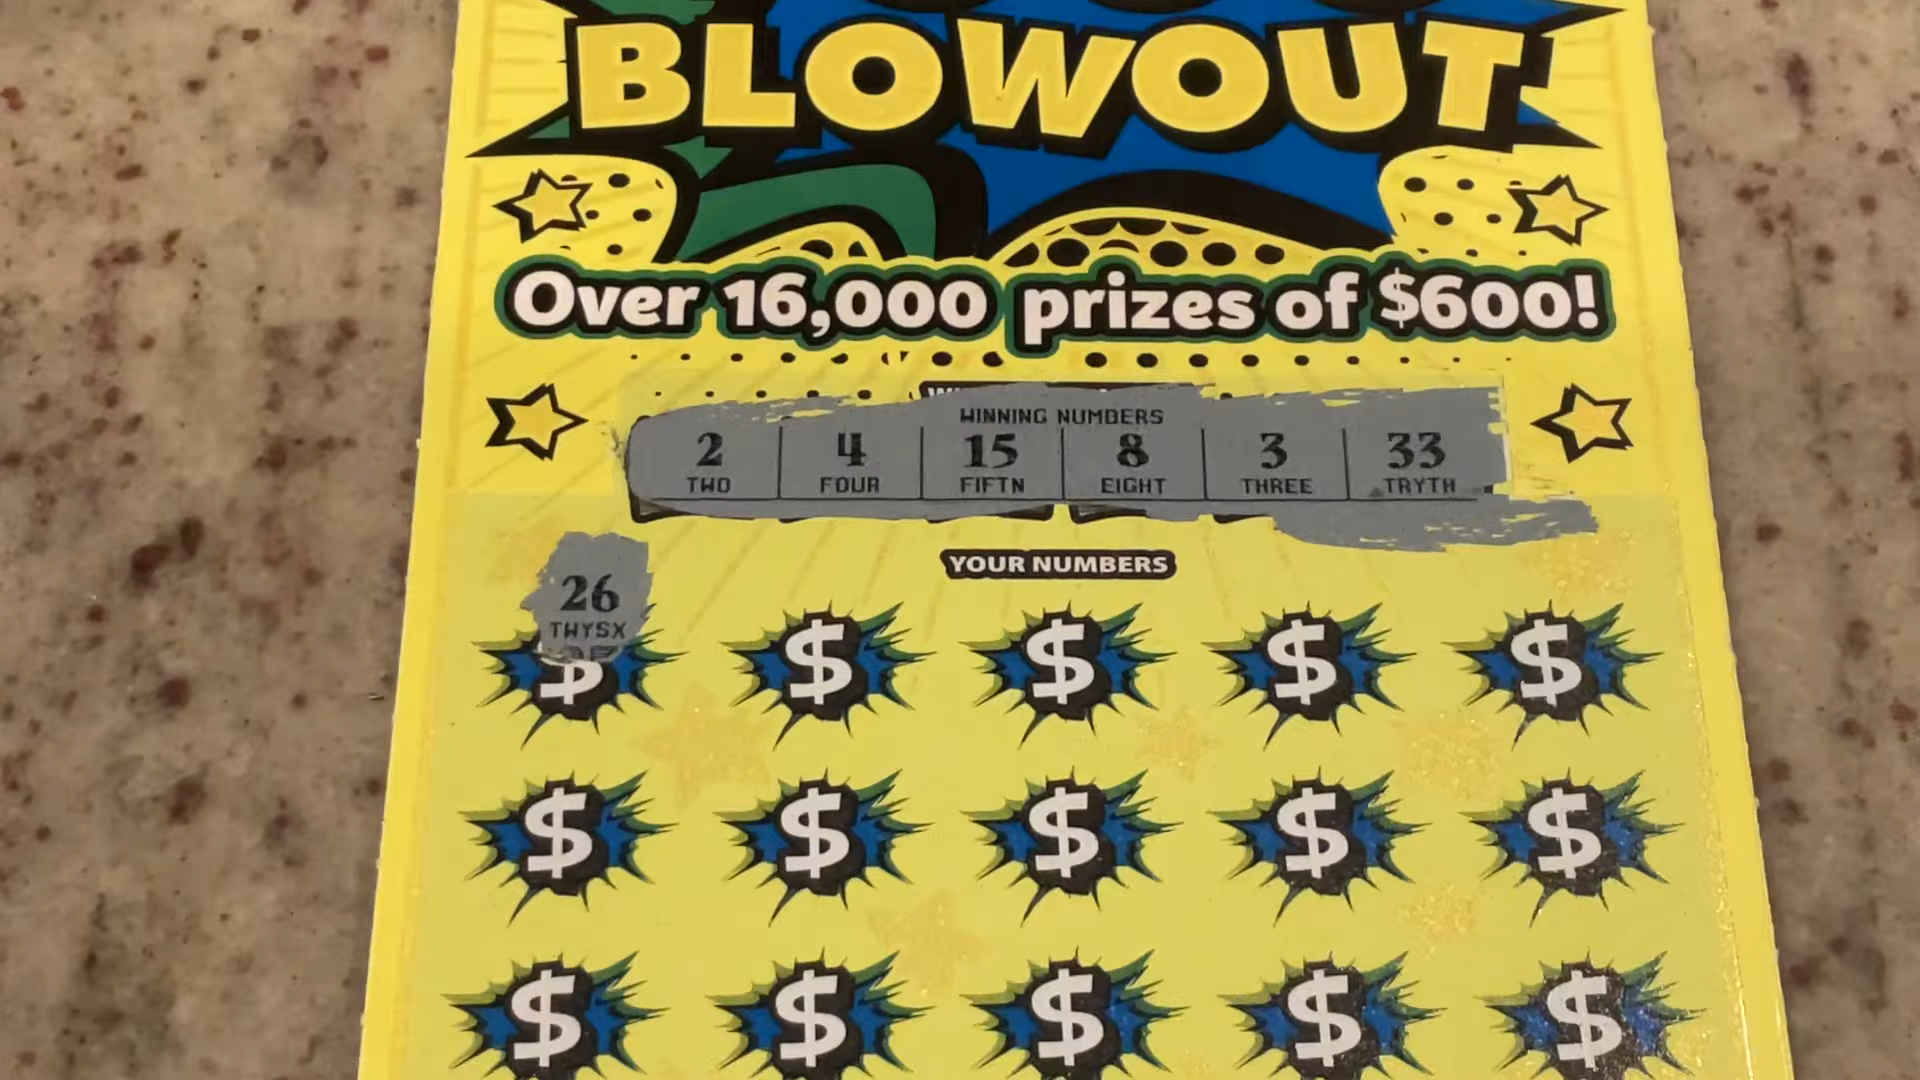 BLOWOUT
Over 16,000 prizes of $600!
WINNING NUMBERS
2 4 15 8 3 33
TWO FOUR FIFTN EIGHT THREE TRYTH
YOUR NUMBERS
26
TWYSX
$ $ $ $ $
$ $ $ $ $
$ $ $ $ $